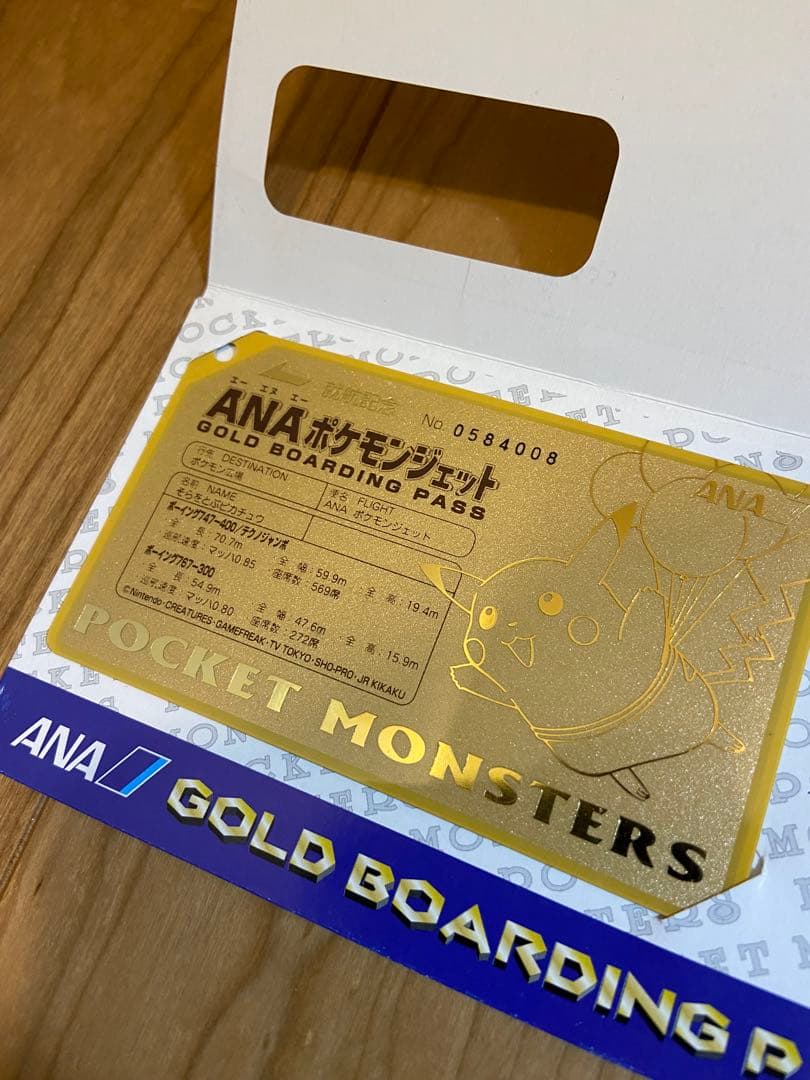 就航記念
No. 0584008
エー エヌ エー
ANAポケモンジェット
GOLD BOARDING PASS
ANA
行先 DESTINATION
ポケモン広場
便名 FLIGHT
ANA ポケモンジェット
名前 NAME
そらをとぶピカチュウ
ボーイング747-400/テクノジャンボ
全 長:70.7m 全 幅:59.9m 全 高:19.4m
巡航速度:マッハ0.85 座席数:569席
ボーイング767-300
全 長:54.9m 全 幅:47.6m 全 高:15.9m
巡航速度:マッハ0.80 座席数:272席
©Nintendo・CREATURES・GAMEFREAK・TV TOKYO・SHO-PRO・JR KIKAKU
POCKET MONSTERS
ANA
GOLD BOARDING P